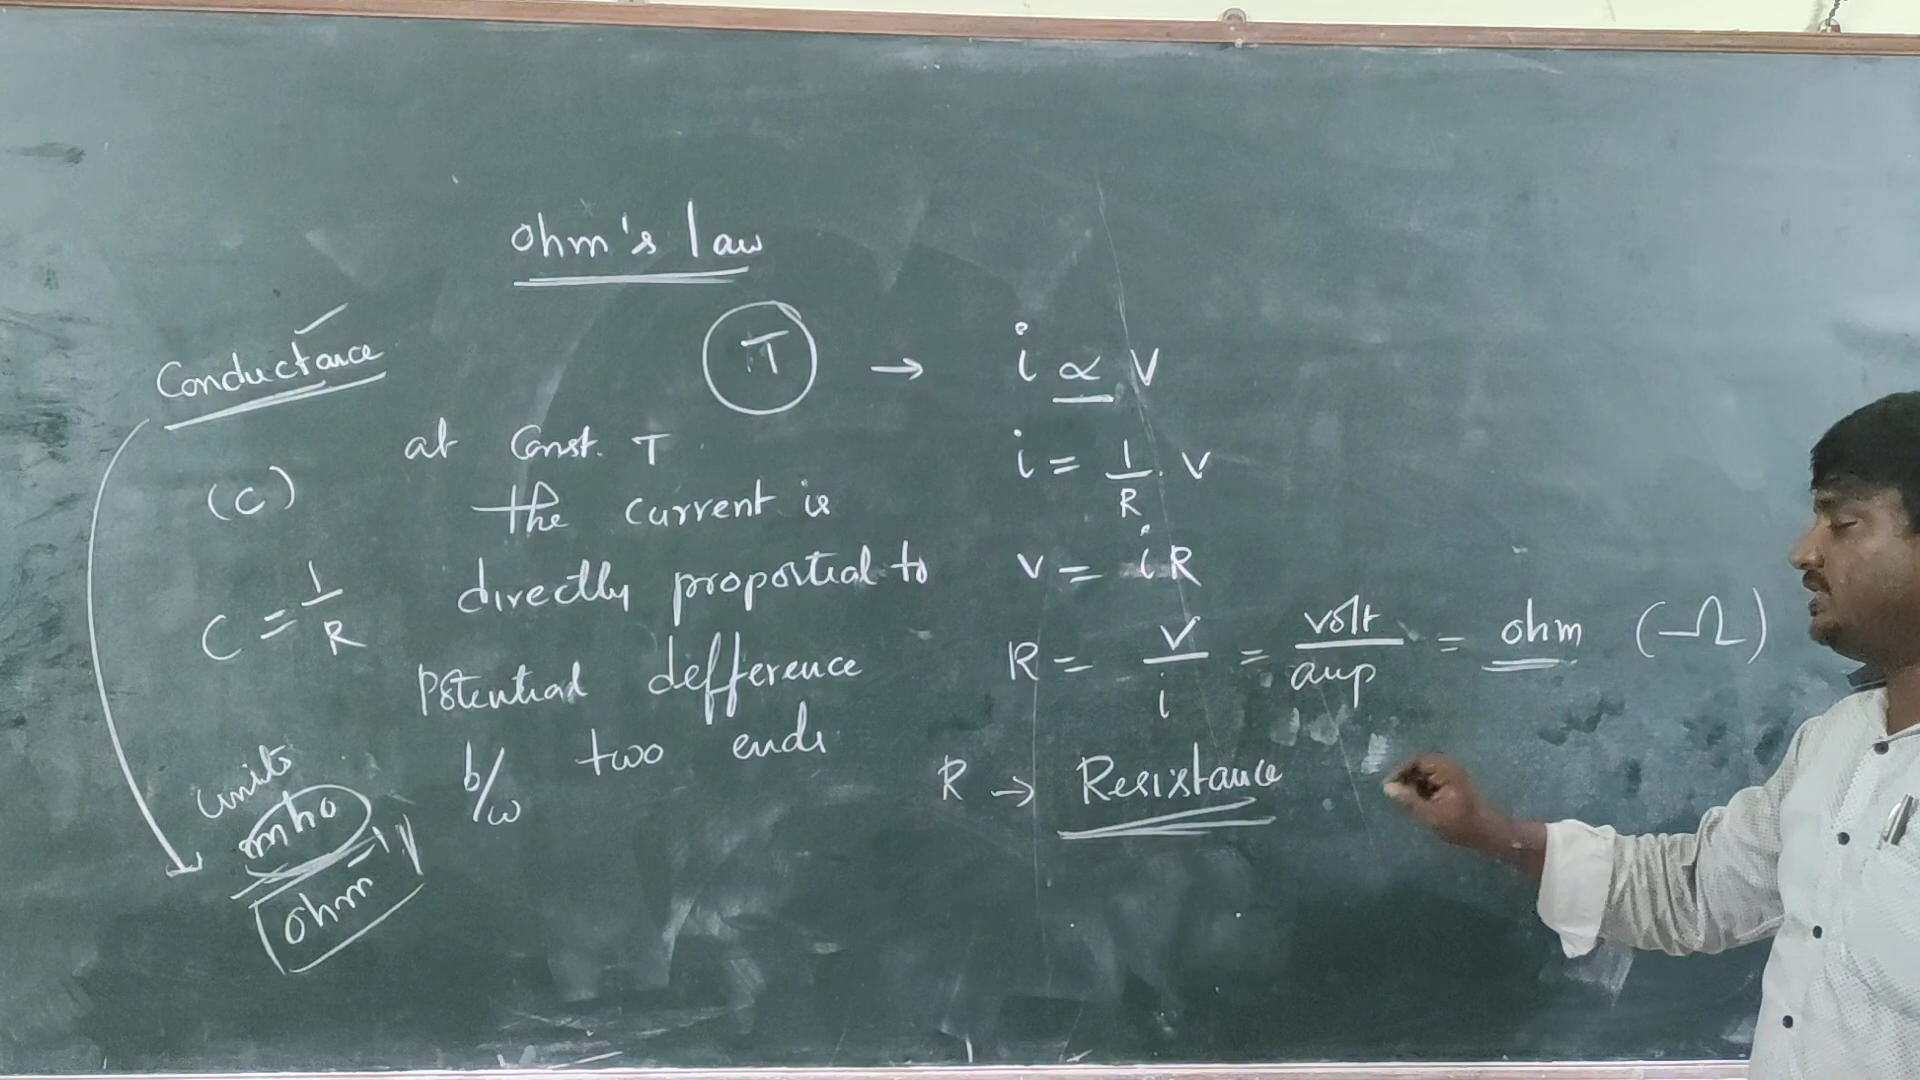 ohm's law
Conductance
(c)
C = 1/R
units
mho
ohm⁻¹
T → i ∝ V
at Const. T
the current is
directly proportial to
potential defference
b/w two ends
i = 1/R . V
V = iR
R = V/i = volt/amp = ohm (Ω)
R → Resistance